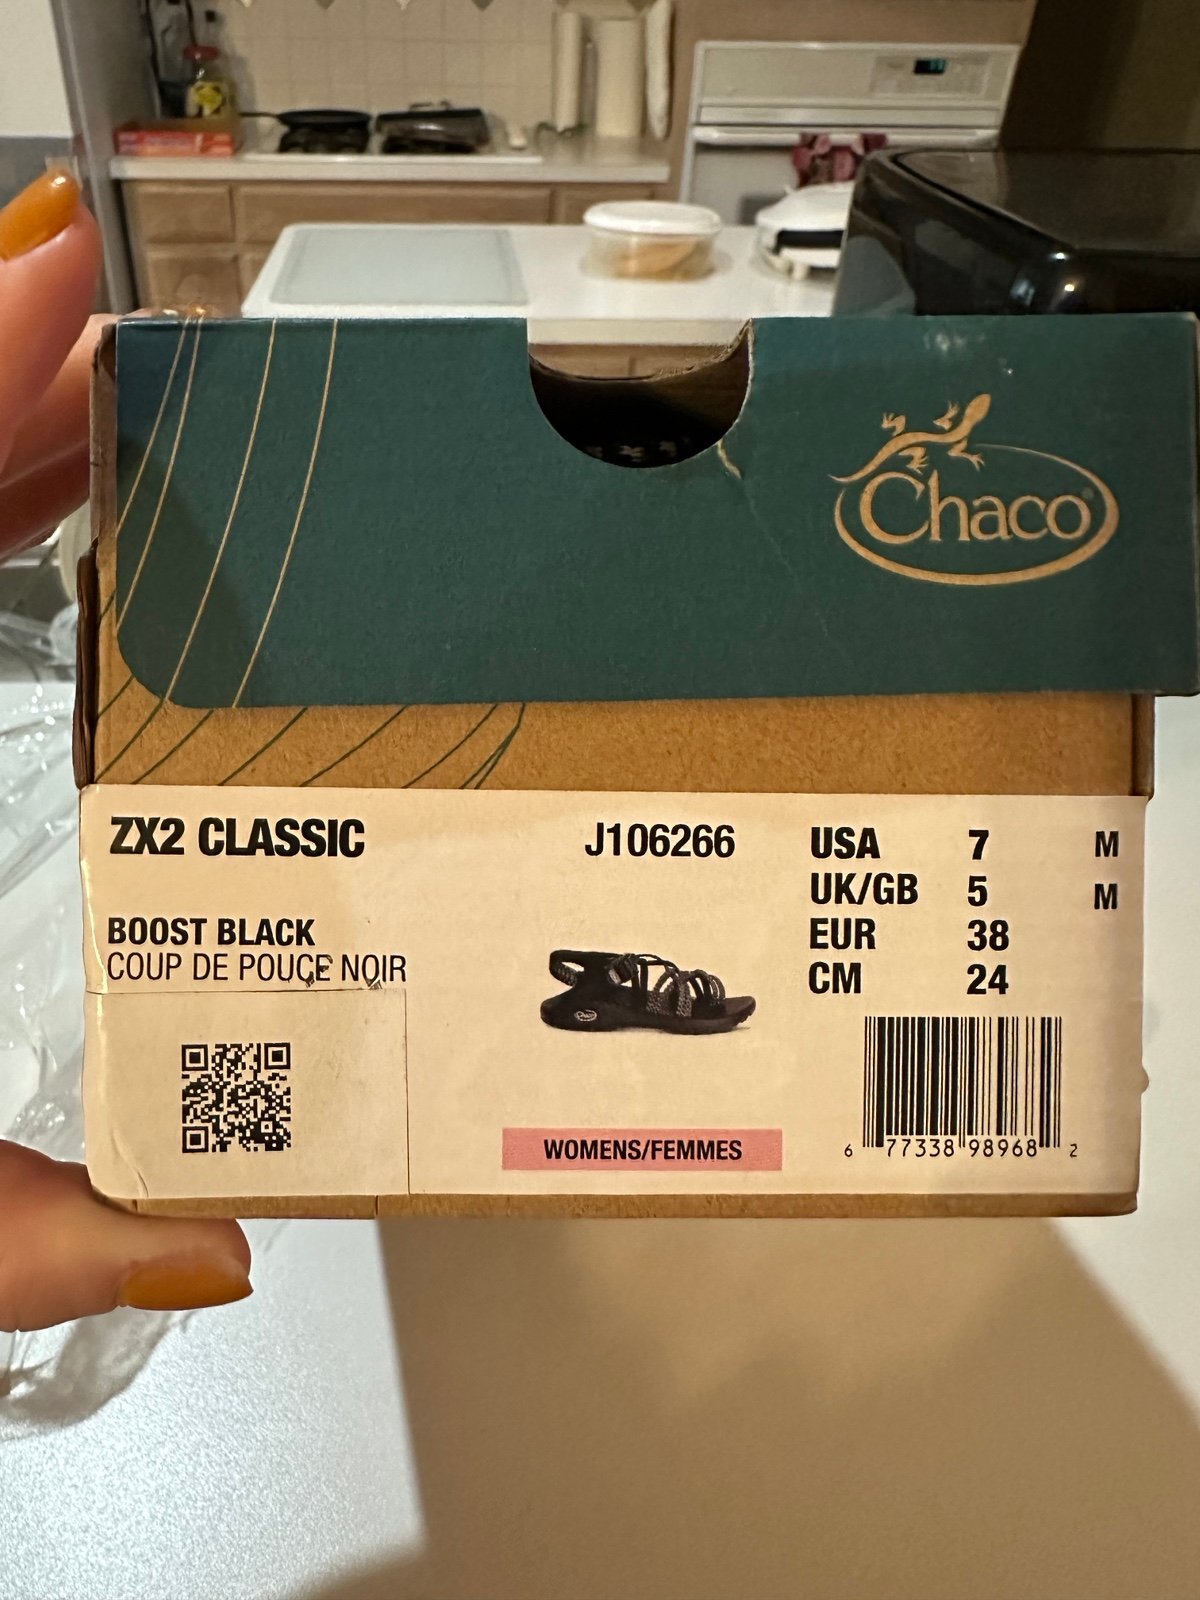 Chaco
ZX2 CLASSIC
J106266
BOOST BLACK
COUP DE POUCE NOIR
USA 7 M
UK/GB 5 M
EUR 38
CM 24
Chaco
WOMENS/FEMMES
6 77338 98968 2